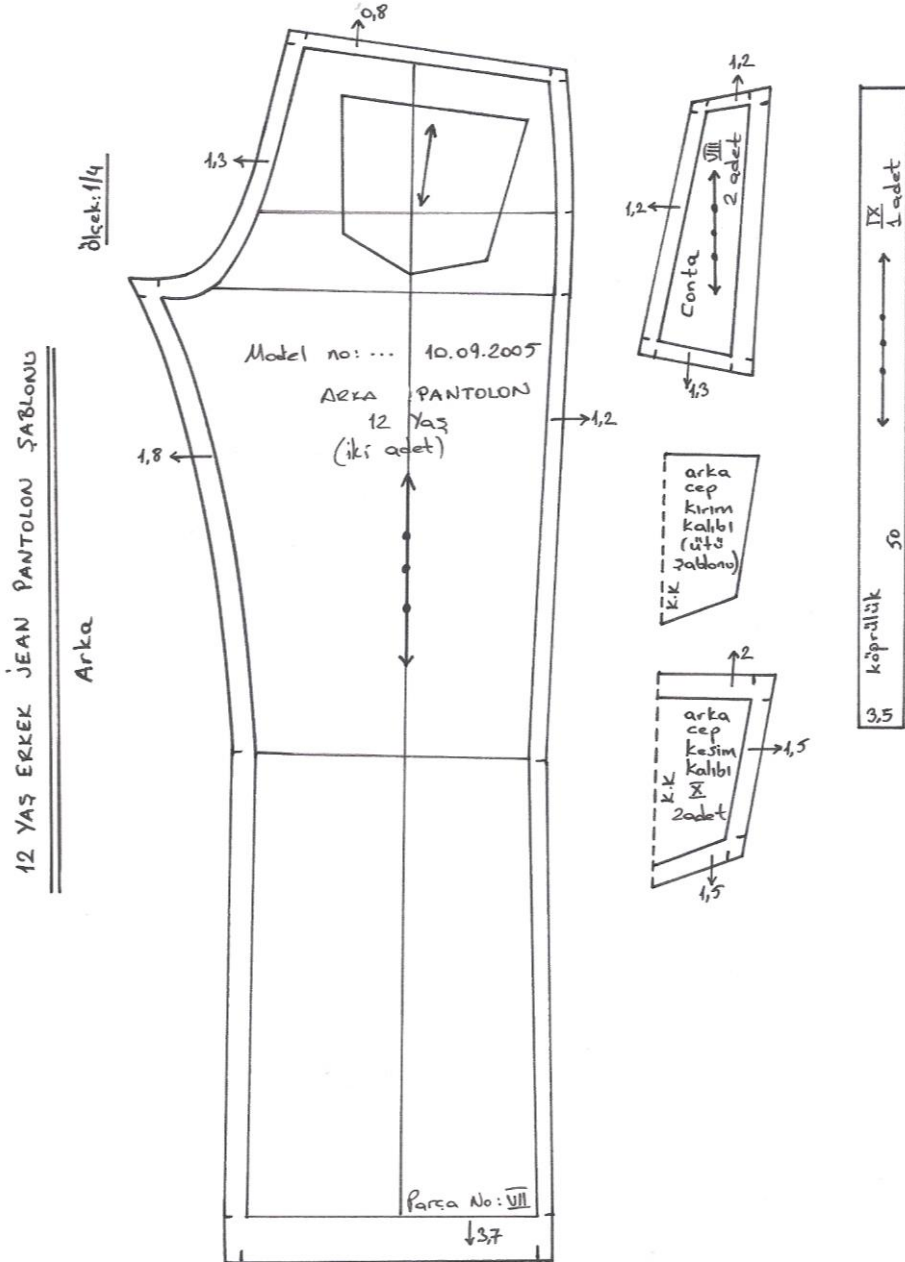 12 YAŞ ERKEK JEAN PANTOLON ŞABLONU
Arka
Ölçek: 1/4
0,8
1,3
1,8
1,2
Model no: ... 10.09.2005
ARKA PANTOLON
12 Yaş
(iki adet)
Parça No: VII
3,7
1,2
1,2
Conta
VIII
2 adet
1,3
arka
cep
kırım
kalıbı
(ütü
şablonu)
K.K
2
arka
cep
kesim
kalıbı
X
2 adet
K.K
1,5
1,5
IX
1 adet
50
köprülük
3,5